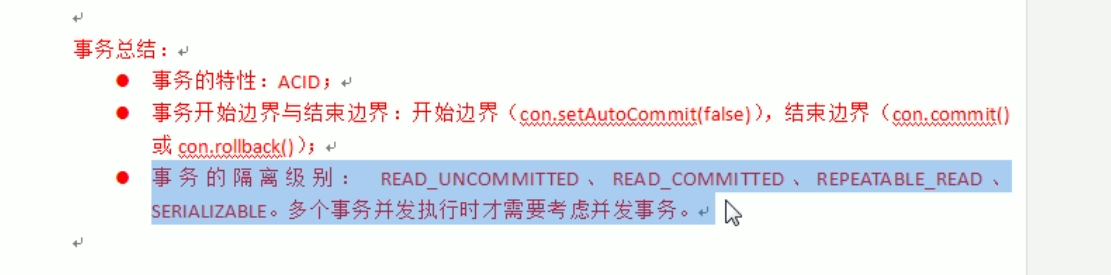 事务总结：
● 事务的特性：ACID；
● 事务开始边界与结束边界：开始边界（con.setAutoCommit(false)），结束边界（con.commit()
或 con.rollback()）；
● 事务的隔离级别： READ_UNCOMMITTED 、 READ_COMMITTED 、 REPEATABLE_READ 、
SERIALIZABLE。多个事务并发执行时才需要考虑并发事务。